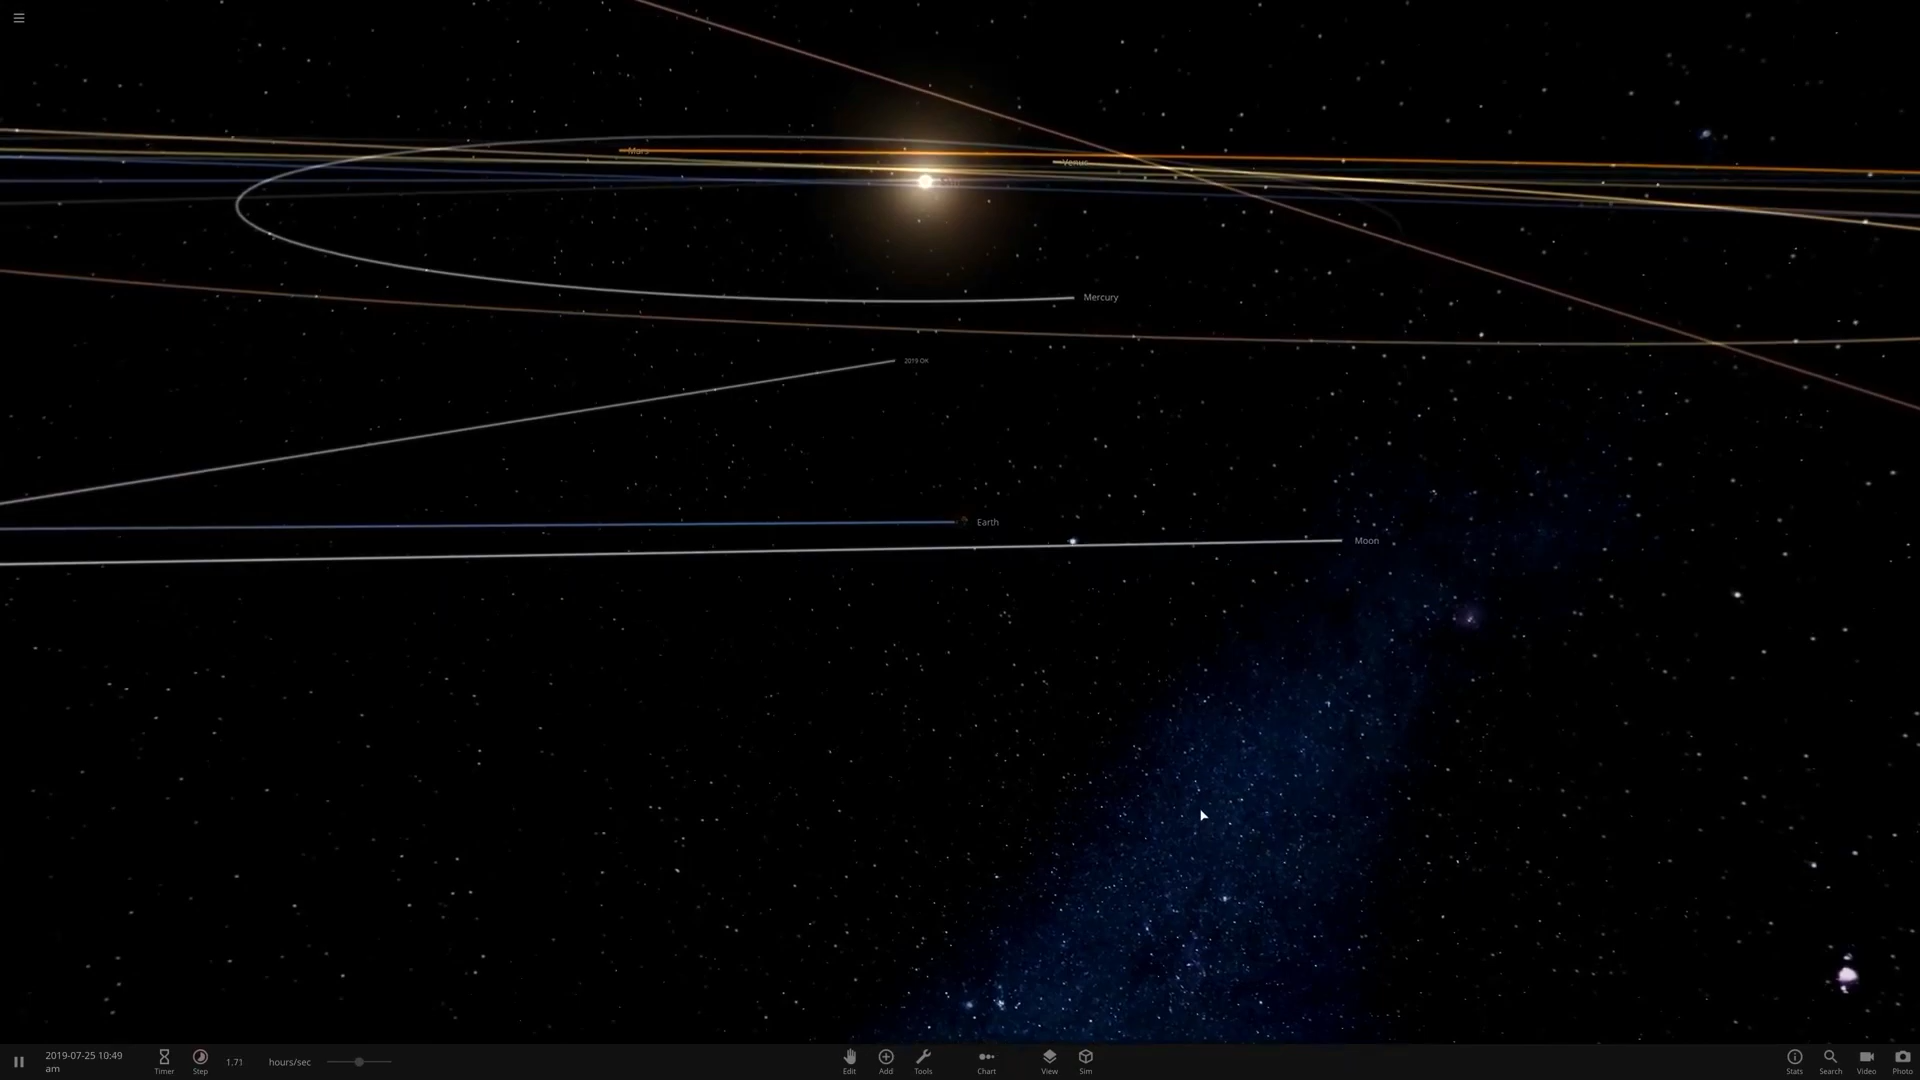 Mars
Venus
Mercury
2019 OK
Earth
Moon
2019-07-25 10:49
am
Timer
Step
1.71
hours/sec
Edit
Add
Tools
Chart
View
Sim
Stats
Search
Video
Photo